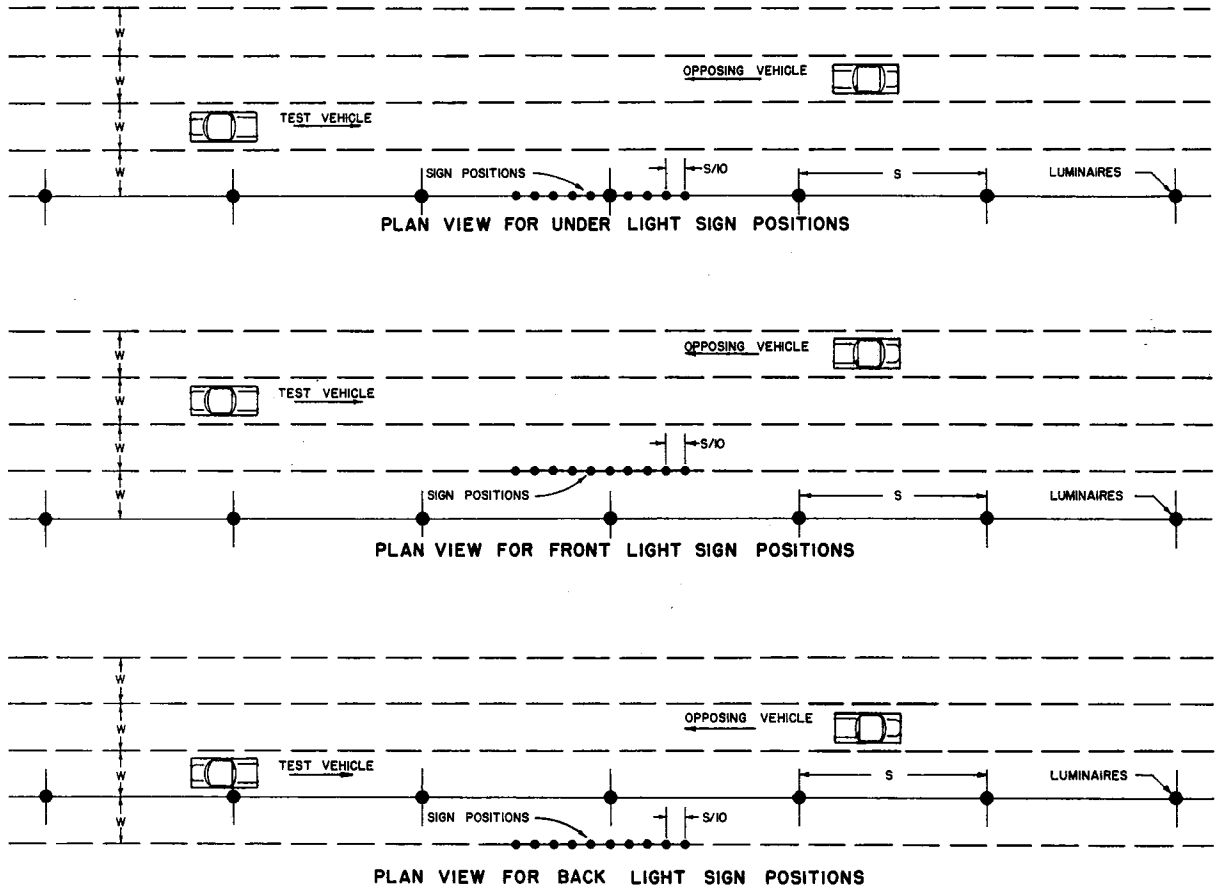 W
OPPOSING VEHICLE
W
W
TEST VEHICLE
W
SIGN POSITIONS
S/10
S
LUMINAIRES
PLAN VIEW FOR UNDER LIGHT SIGN POSITIONS
W
OPPOSING VEHICLE
W
TEST VEHICLE
W
S/10
W
SIGN POSITIONS
S
LUMINAIRES
PLAN VIEW FOR FRONT LIGHT SIGN POSITIONS
W
W
OPPOSING VEHICLE
W
TEST VEHICLE
S
LUMINAIRES
W
SIGN POSITIONS
S/10
PLAN VIEW FOR BACK LIGHT SIGN POSITIONS